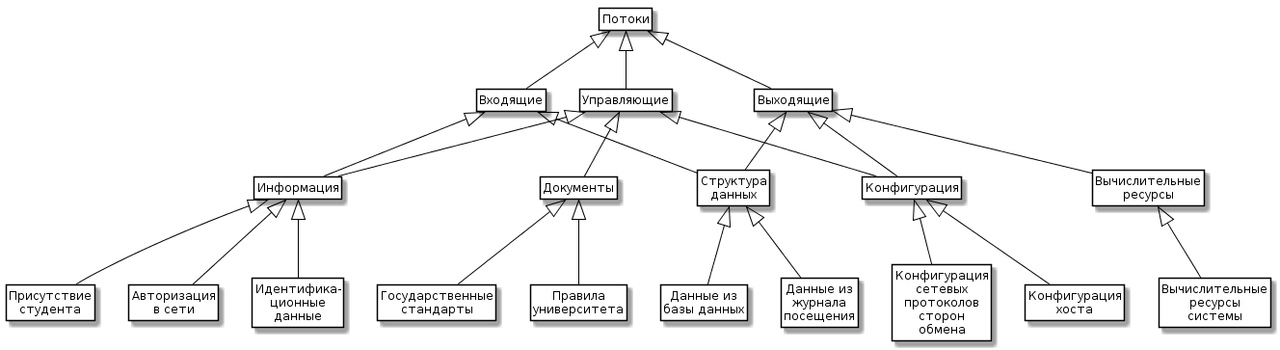 Потоки
Входящие
Управляющие
Выходящие
Информация
Документы
Структура
данных
Конфигурация
Вычислительные
ресурсы
Присутствие
студента
Авторизация
в сети
Идентифика-
ционные
данные
Государственные
стандарты
Правила
университета
Данные из
базы данных
Данные из
журнала
посещения
Конфигурация
сетевых
протоколов
сторон
обмена
Конфигурация
хоста
Вычислительные
ресурсы
системы